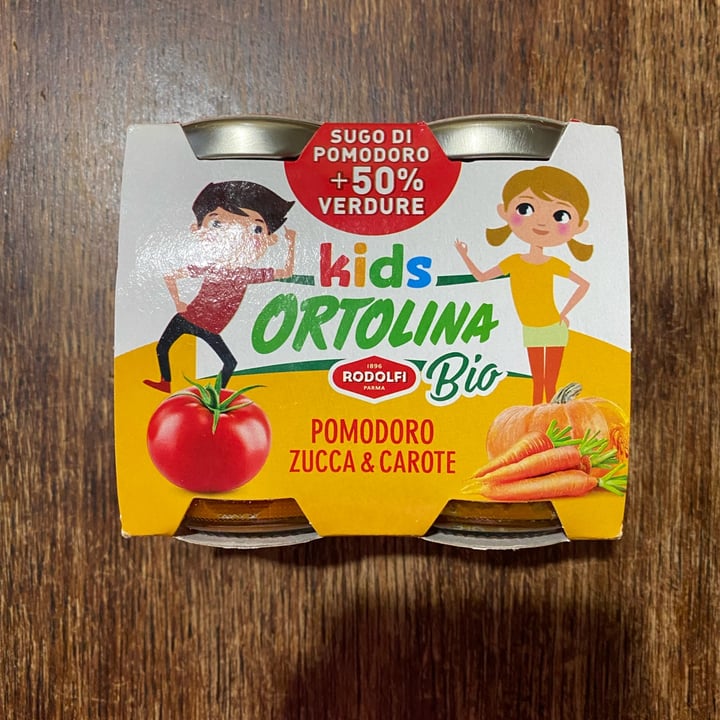 SUGO DI
POMODORO
+50%
VERDURE
kids
ORTOLINA
1896
RODOLFI
PARMA
Bio
POMODORO
ZUCCA & CAROTE